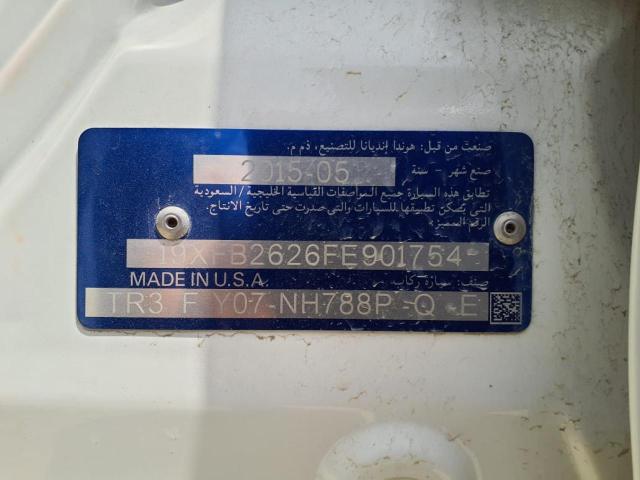 صنعت من قبل: هوندا إنديانا للتصنيع، ذم م.
صنع شهر - سنة 2015-05
تطابق هذه السيارة جميع المواصفات القياسية الخليجية / السعودية
التي يمكن تطبيقها للسيارات والتي صدرت حتى تاريخ الانتاج.
الرقم المميز:
19XFB2626FE901754
MADE IN U.S.A. صنف: سيارة ركاب
TR3 F Y07-NH788P -Q E